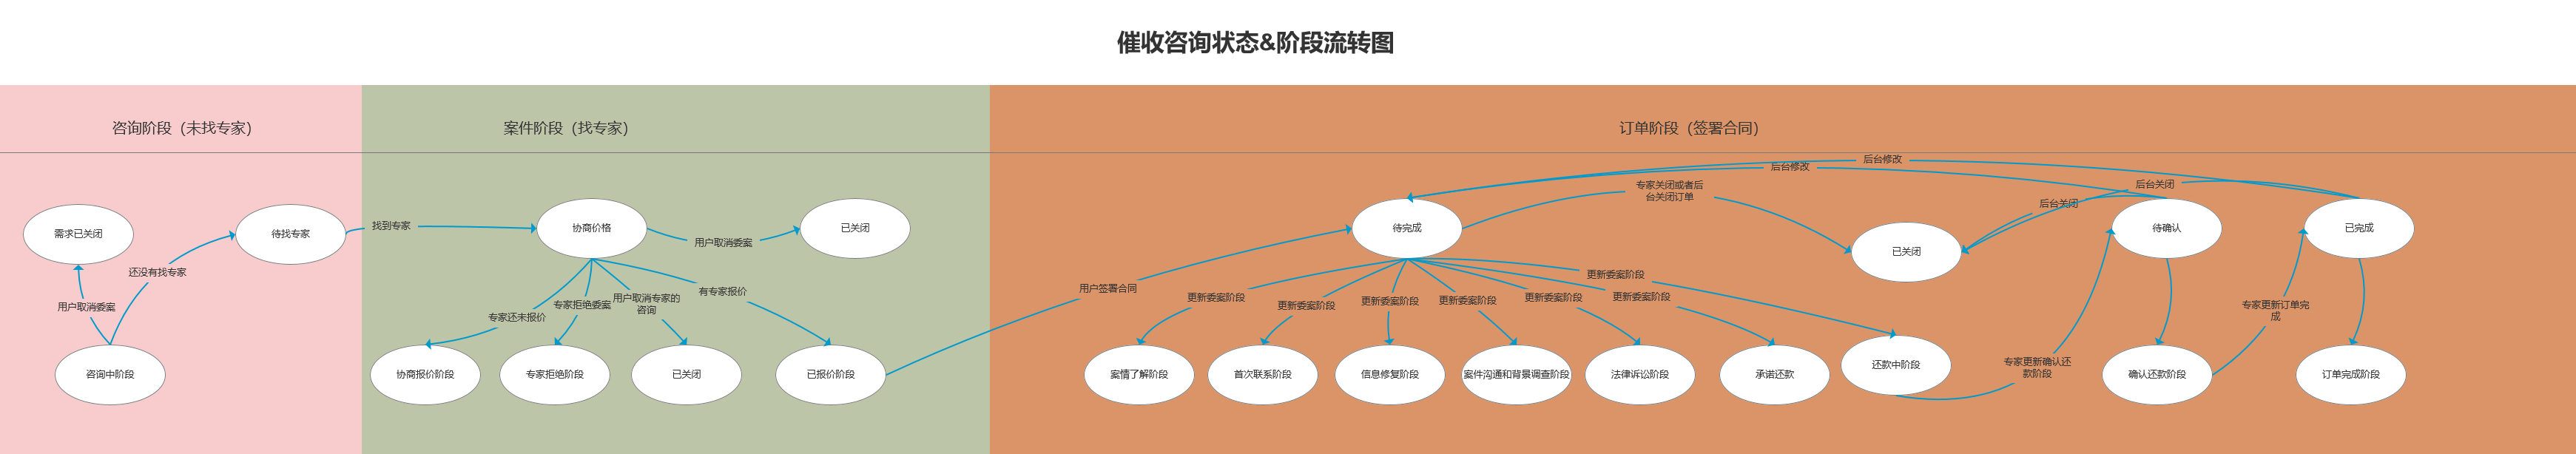 催收咨询状态&阶段流转图
咨询阶段（未找专家）
案件阶段（找专家）
订单阶段（签署合同）
需求已关闭
待找专家
还没有找专家
用户取消委案
咨询中阶段
找到专家
协商价格
用户取消委案
已关闭
专家还未报价
专家拒绝委案
用户取消专家的
咨询
有专家报价
协商报价阶段
专家拒绝阶段
已关闭
已报价阶段
用户签署合同
后台修改
后台修改
待完成
专家关闭或者后
台关闭订单
已关闭
后台关闭
后台关闭
待确认
已完成
更新委案阶段
更新委案阶段
更新委案阶段
更新委案阶段
更新委案阶段
更新委案阶段
更新委案阶段
专家更新确认还
款阶段
专家更新订单完
成
案情了解阶段
首次联系阶段
信息修复阶段
案件沟通和背景调查阶段
法律诉讼阶段
承诺还款
还款中阶段
确认还款阶段
订单完成阶段